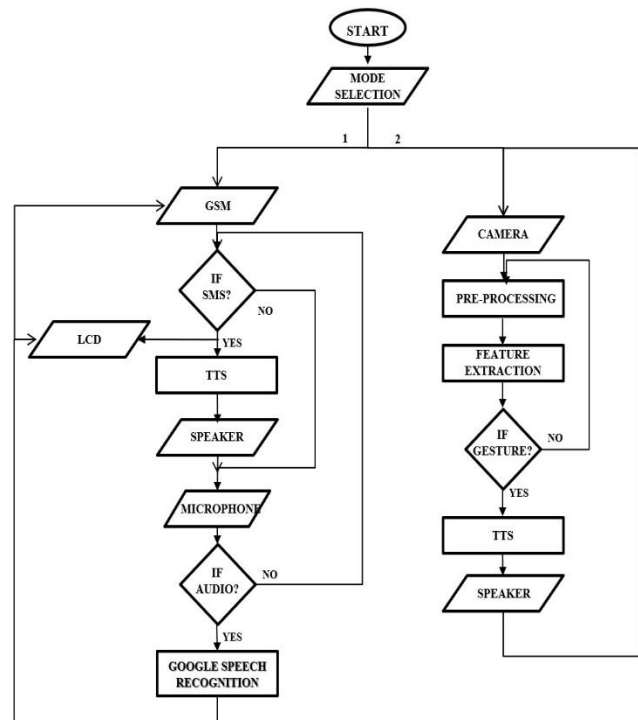 START
MODE
SELECTION
1
2
GSM
IF
SMS?
NO
YES
LCD
TTS
SPEAKER
MICROPHONE
IF
AUDIO?
NO
YES
GOOGLE SPEECH
RECOGNITION
CAMERA
PRE-PROCESSING
FEATURE
EXTRACTION
IF
GESTURE?
NO
YES
TTS
SPEAKER